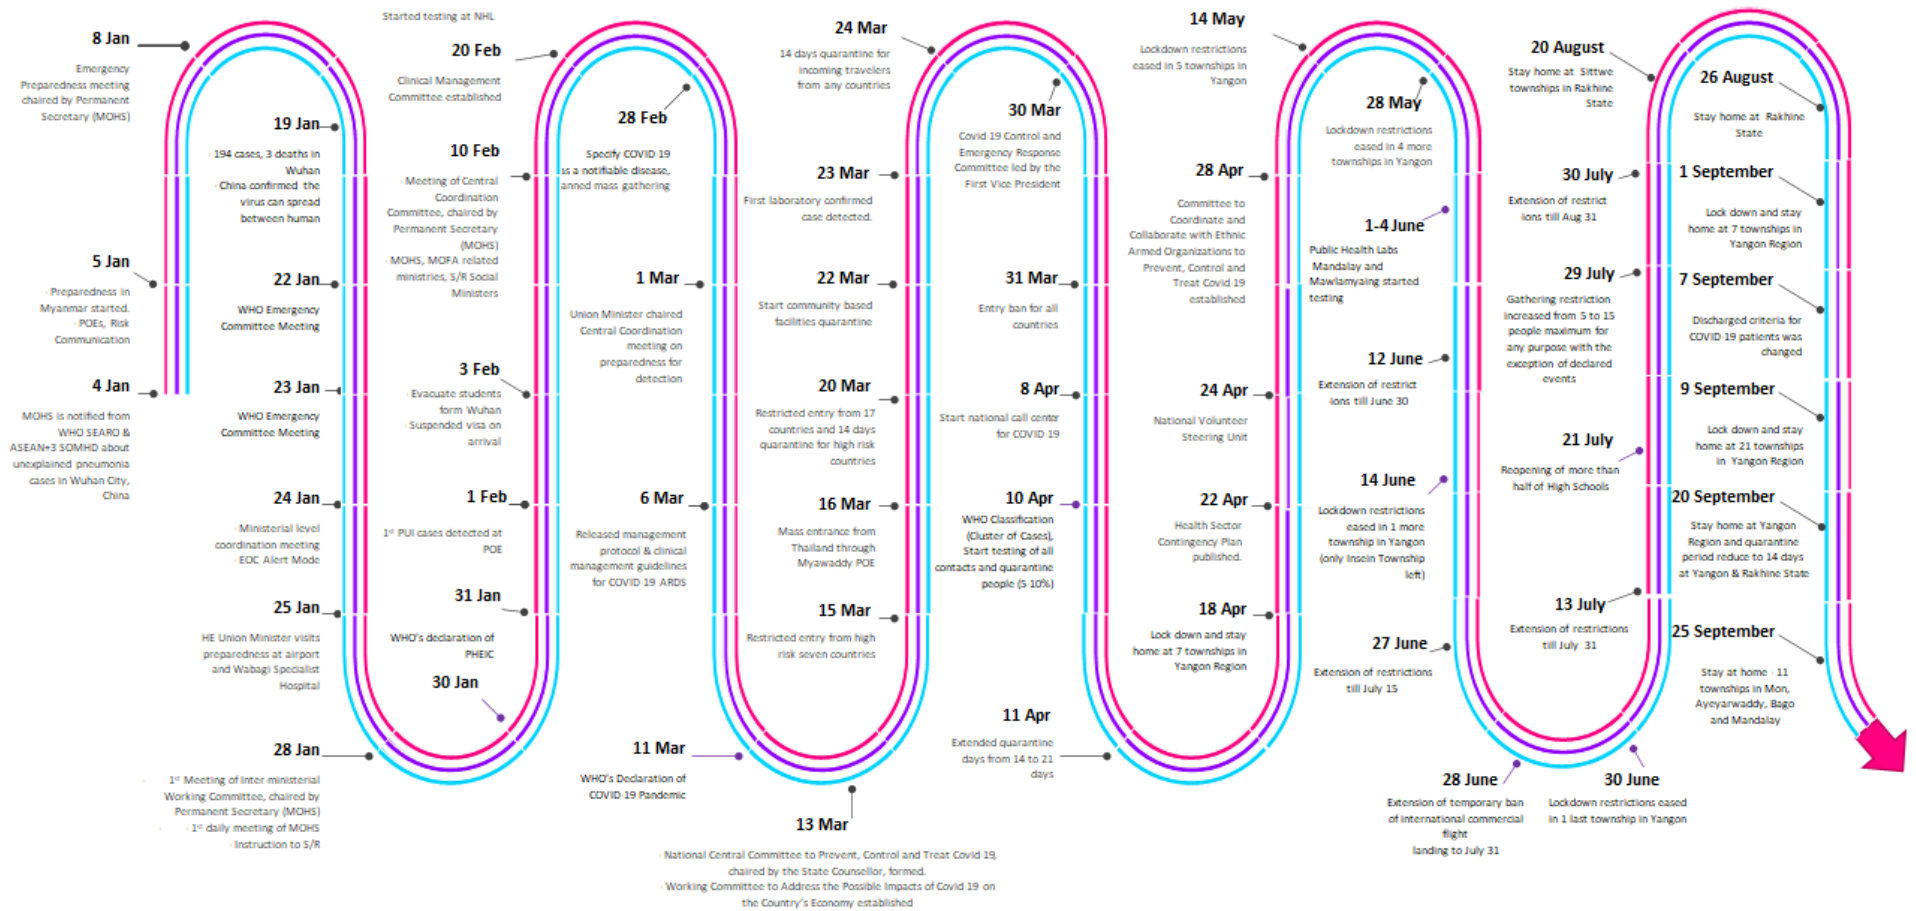 8 Jan
Emergency
Preparedness meeting
chaired by Permanent
Secretary (MOHS)
5 Jan
· Preparedness in
Myanmar started.
· POEs, Risk
Communication
4 Jan
MOHS is notified from
WHO SEARO &
ASEAN+3 SOMHD about
unexplained pneumonia
cases in Wuhan City,
China
19 Jan
· 194 cases, 3 deaths in
Wuhan
· China confirmed the
virus can spread
between human
22 Jan
WHO Emergency
Committee Meeting
23 Jan
WHO Emergency
Committee Meeting
24 Jan
· Ministerial level
coordination meeting
· EOC Alert Mode
25 Jan
HE Union Minister visits
preparedness at airport
and Wabagi Specialist
Hospital
28 Jan
· 1st Meeting of Inter ministerial
Working Committee, chaired by
Permanent Secretary (MOHS)
· 1st daily meeting of MOHS
· Instruction to S/R
Started testing at NHL
20 Feb
Clinical Management
Committee established
10 Feb
· Meeting of Central
Coordination
Committee, chaired by
Permanent Secretary
(MOHS)
· MOHS, MOFA related
ministries, S/R Social
Ministers
3 Feb
· Evacuate students
form Wuhan
· Suspended visa on
arrival
1 Feb
1st PUI cases detected at
POE
31 Jan
WHO's declaration of
PHEIC
30 Jan
28 Feb
Specify COVID 19
as a notifiable disease,
anned mass gathering
1 Mar
Union Minister chaired
Central Coordination
meeting on
preparedness for
detection
6 Mar
Released management
protocol & clinical
management guidelines
for COVID 19 ARDS
11 Mar
WHO's Declaration of
COVID 19 Pandemic
13 Mar
· National Central Committee to Prevent, Control and Treat Covid 19,
chaired by the State Counsellor, formed.
· Working Committee to Address the Possible Impacts of Covid 19 on
the Country's Economy established
24 Mar
14 days quarantine for
incoming travelers
from any countries
23 Mar
First laboratory confirmed
case detected.
22 Mar
Start community based
facilities quarantine
20 Mar
Restricted entry from 17
countries and 14 days
quarantine for high risk
countries
16 Mar
Mass entrance from
Thailand through
Myawaddy POE
15 Mar
Restricted entry from high
risk seven countries
30 Mar
Covid 19 Control and
Emergency Response
Committee led by the
First Vice President
31 Mar
Entry ban for all
countries
8 Apr
Start national call center
for COVID 19
10 Apr
WHO Classification
(Cluster of Cases),
Start testing of all
contacts and quarantine
people (5 10%)
11 Apr
Extended quarantine
days from 14 to 21
days
14 May
Lockdown restrictions
eased in 5 townships in
Yangon
28 Apr
Committee to
Coordinate and
Collaborate with Ethnic
Armed Organizations to
Prevent, Control and
Treat Covid 19
established
24 Apr
National Volunteer
Steering Unit
22 Apr
Health Sector
Contingency Plan
published.
18 Apr
Lock down and stay
home at 7 townships in
Yangon Region
28 May
Lockdown restrictions
eased in 4 more
townships in Yangon
1-4 June
Public Health Labs
Mandalay and
Mawlamyaing started
testing
12 June
Extension of restrict
ions till June 30
14 June
Lockdown restrictions
eased in 1 more
township in Yangon
(only Insein Township
left)
27 June
Extension of restrictions
till July 15
28 June
Extension of temporary ban
of international commercial
flight
landing to July 31
30 June
Lockdown restrictions eased
in 1 last township in Yangon
20 August
Stay home at Sittwe
townships in Rakhine
State
30 July
Extension of restrict
ions till Aug 31
29 July
Gathering restriction
increased from 5 to 15
people maximum for
any purpose with the
exception of declared
events
21 July
Reopening of more than
half of High Schools
13 July
Extension of restrictions
till July 31
26 August
Stay home at Rakhine
State
1 September
Lock down and stay
home at 7 townships in
Yangon Region
7 September
Discharged criteria for
COVID 19 patients was
changed
9 September
Lock down and stay
home at 21 townships
in Yangon Region
20 September
Stay home at Yangon
Region and quarantine
period reduce to 14 days
at Yangon & Rakhine State
25 September
Stay at home · 11
townships in Mon,
Ayeyarwaddy, Bago
and Mandalay